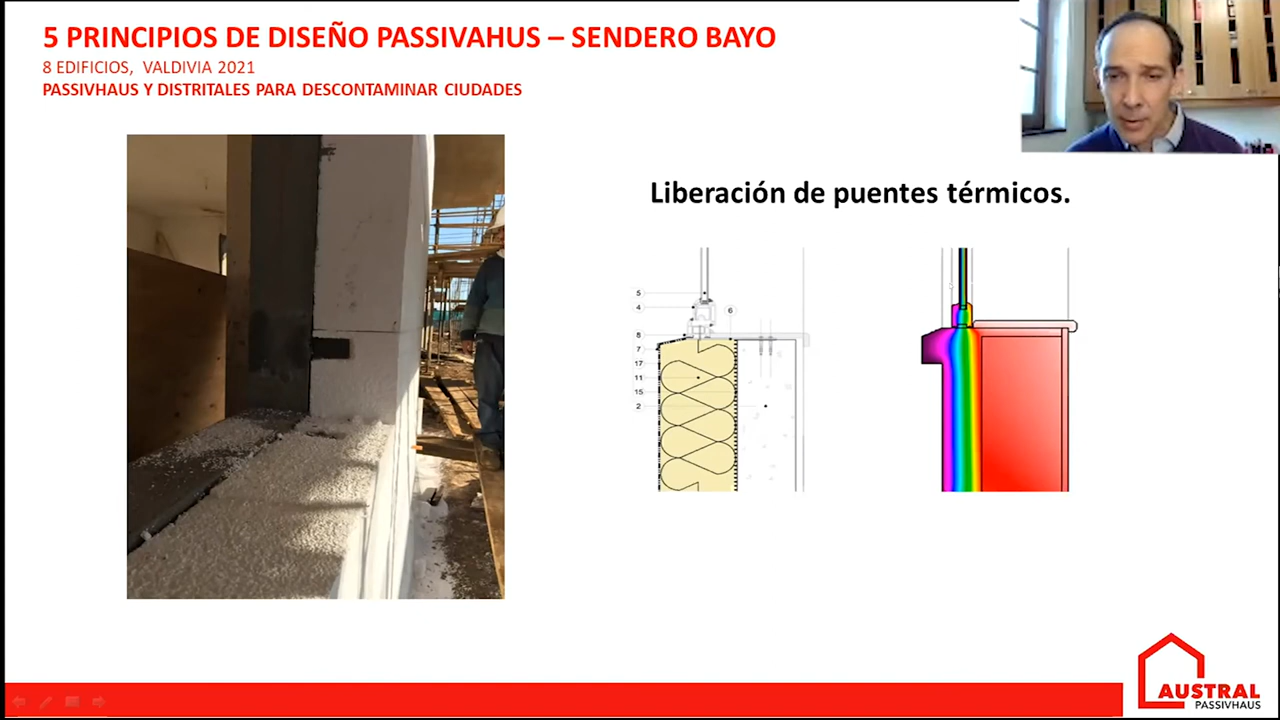 5 PRINCIPIOS DE DISEÑO PASSIVAHUS – SENDERO BAYO
8 EDIFICIOS, VALDIVIA 2021
PASSIVHAUS Y DISTRITALES PARA DESCONTAMINAR CIUDADES
Liberación de puentes térmicos.
5
4
6
8
7
17
11
15
2
AUSTRAL
PASSIVHAUS